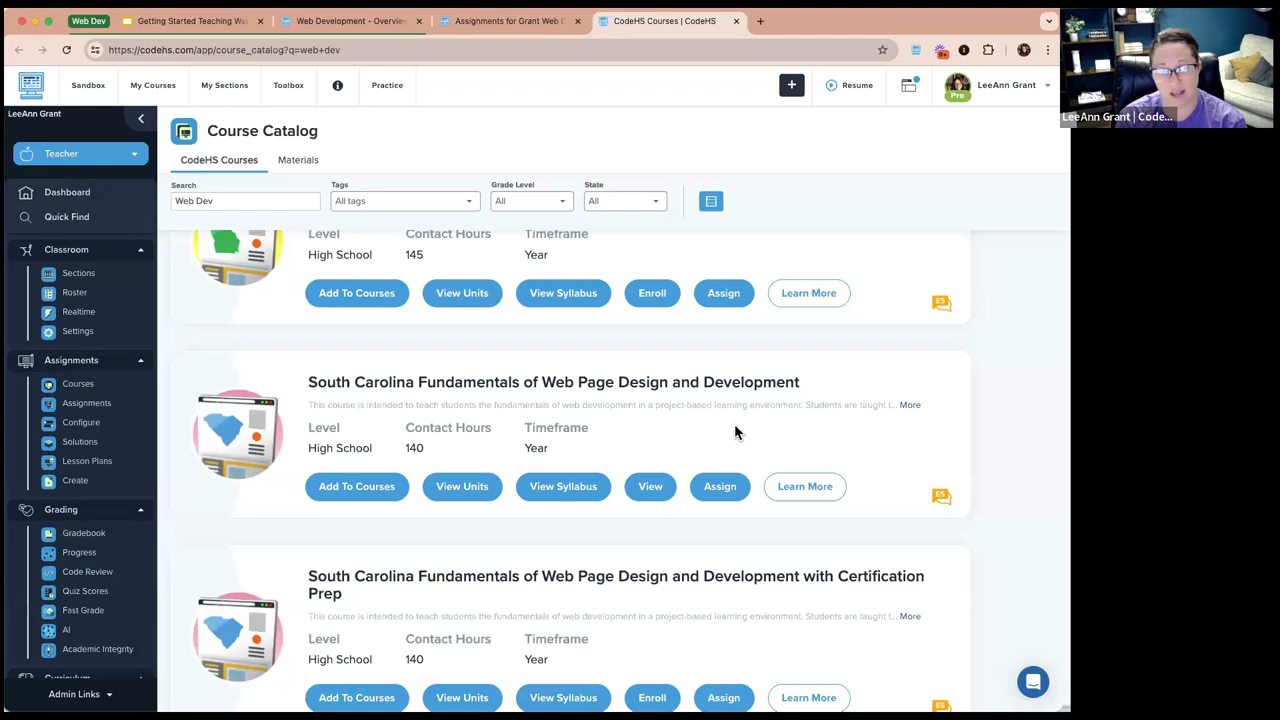 Web Dev
Getting Started Teaching We
Web Development - Overvie
Assignments for Grant Web D
CodeHS Courses | CodeHS
https://codehs.com/app/course_catalog?q=web+dev
9+
Sandbox
My Courses
My Sections
Toolbox
Practice
Resume
Pro
LeeAnn Grant
LeeAnn Grant | Code...
LeeAnn Grant
Teacher
Dashboard
Quick Find
Classroom
Sections
Roster
Realtime
Settings
Assignments
Courses
Assignments
Configure
Solutions
Lesson Plans
Create
Grading
Gradebook
Progress
Code Review
Quiz Scores
Fast Grade
AI
Academic Integrity
Admin Links
Course Catalog
CodeHS Courses
Materials
Search
Tags
Grade Level
State
Web Dev
All tags
All
All
Level
Contact Hours
Timeframe
High School
145
Year
Add To Courses
View Units
View Syllabus
Enroll
Assign
Learn More
ES
South Carolina Fundamentals of Web Page Design and Development
This course is intended to teach students the fundamentals of web development in a project-based learning environment. Students are taught t... More
Level
Contact Hours
Timeframe
High School
140
Year
Add To Courses
View Units
View Syllabus
View
Assign
Learn More
ES
South Carolina Fundamentals of Web Page Design and Development with Certification
Prep
This course is intended to teach students the fundamentals of web development in a project-based learning environment. Students are taught t... More
Level
Contact Hours
Timeframe
High School
140
Year
Add To Courses
View Units
View Syllabus
Enroll
Assign
Learn More
ES